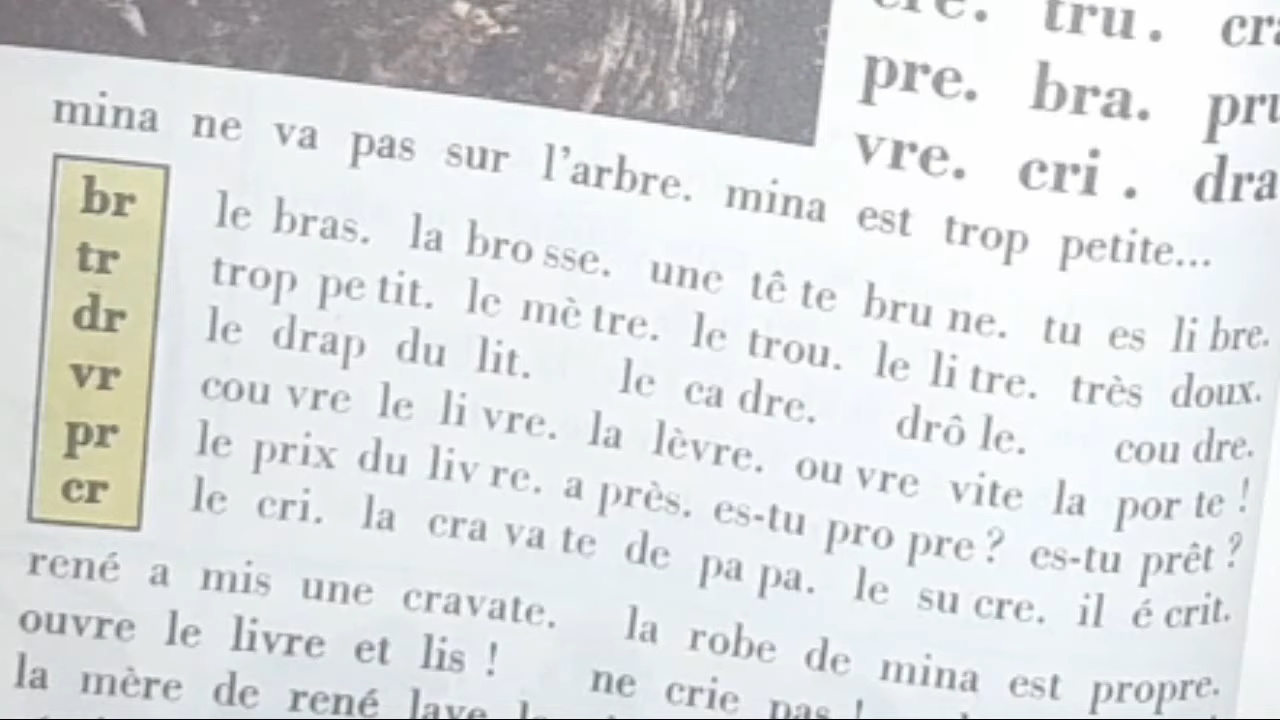 tru.
pre. bra.
vre. cri. dra
mina ne va pas sur l'arbre. mina est trop petite...
br
tr
dr
vr
pr
cr
le bras. la bro sse. une tê te bru ne. tu es li bre.
trop pe tit. le mè tre. le trou. le li tre. très doux.
le drap du lit. le ca dre. drô le. cou dre.
cou vre le li vre. la lèvre. ou vre vite la por te !
le prix du liv re. a près. es-tu pro pre ? es-tu prêt ?
le cri. la cra va te de pa pa. le su cre. il é crit.
rené a mis une cravate. la robe de mina est propre.
ouvre le livre et lis ! ne crie pas !
la mère de rené lave